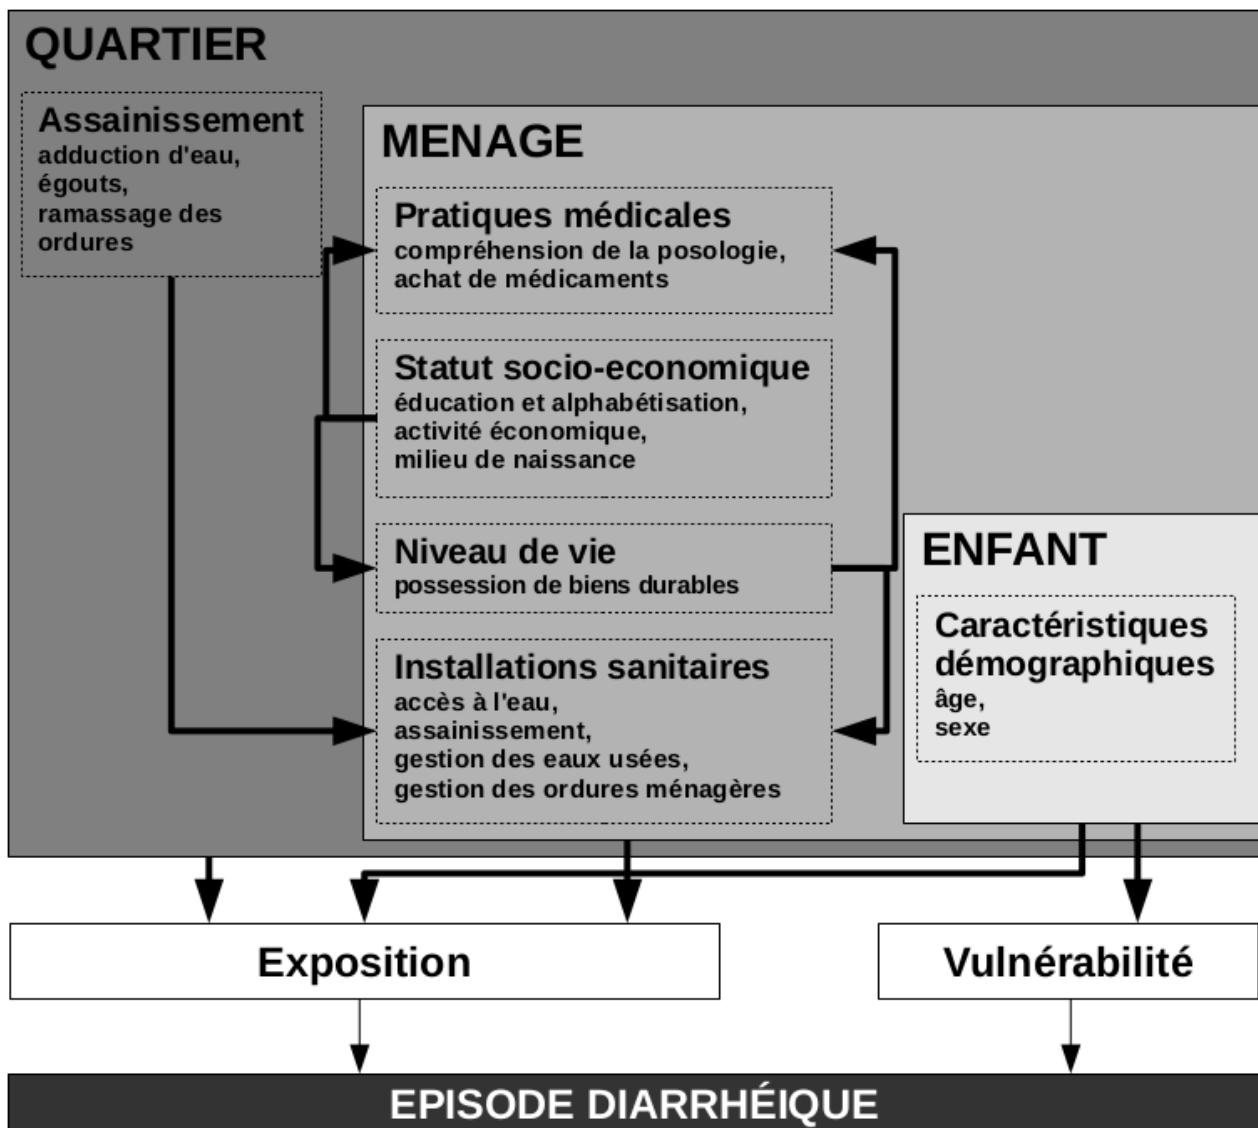 QUARTIER
Assainissement
adduction d'eau,
égouts,
ramassage des
ordures
MENAGE
Pratiques médicales
compréhension de la posologie,
achat de médicaments
Statut socio-economique
éducation et alphabétisation,
activité économique,
milieu de naissance
Niveau de vie
possession de biens durables
Installations sanitaires
accès à l'eau,
assainissement,
gestion des eaux usées,
gestion des ordures ménagères
ENFANT
Caractéristiques
démographiques
âge,
sexe
Exposition
Vulnérabilité
EPISODE DIARRHÉIQUE